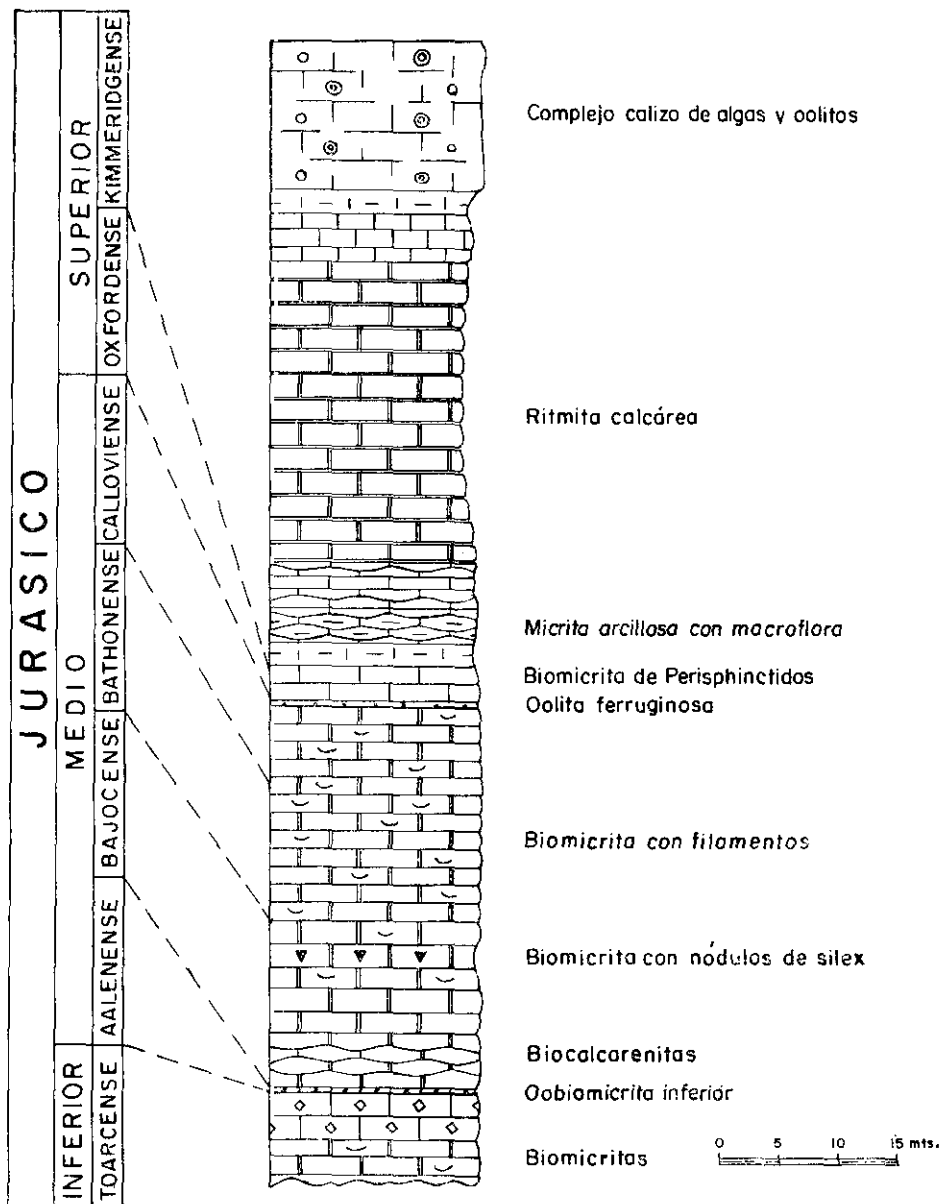 JURASICO
SUPERIOR
MEDIO
INFERIOR
KIMMERIDGENSE
OXFORDENSE
CALLOVIENSE
BATHONENSE
BAJOCENSE
AALENENSE
TOARCENSE
Complejo calizo de algas y oolitos
Ritmita calcárea
Micrita arcillosa con macroflora
Biomicrita de Perisphinctidos
Oolita ferruginosa
Biomicrita con filamentos
Biomicrita con nódulos de silex
Biocalcarenitas
Oobiomicrita inferior
Biomicritas
0 5 10 15 mts.